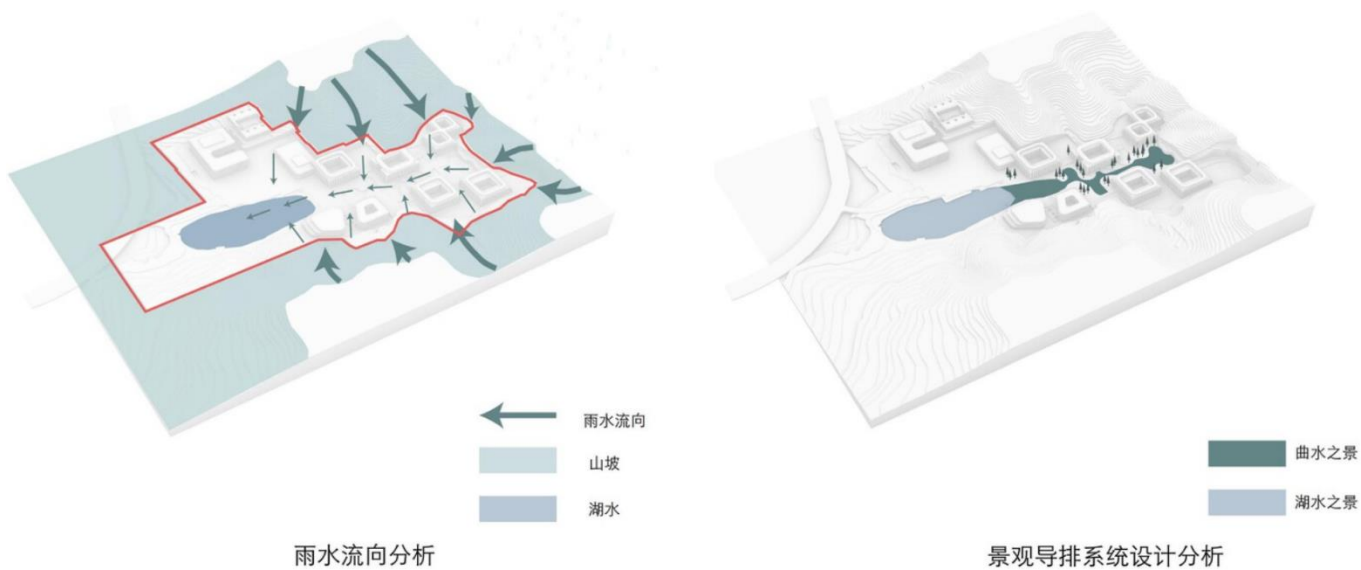 雨水流向
山坡
湖水
雨水流向分析
曲水之景
湖水之景
景观导排系统设计分析